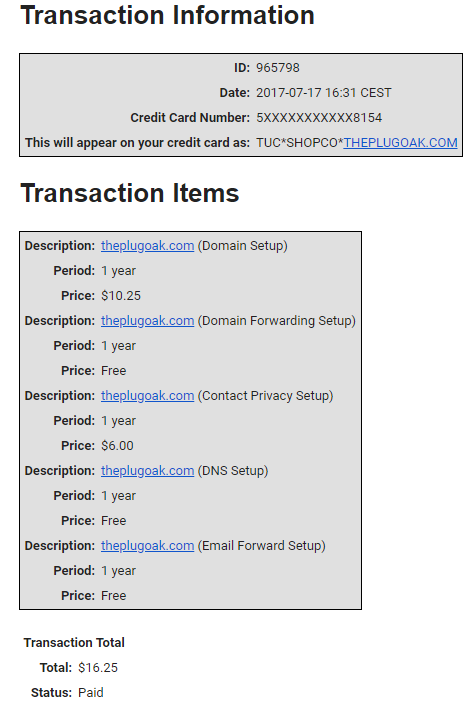 Transaction Information
ID: 965798
Date: 2017-07-17 16:31 CEST
Credit Card Number: 5XXXXXXXXXXX8154
This will appear on your credit card as: TUC*SHOPCO*THEPLUGOAK.COM
Transaction Items
Description: theplugoak.com (Domain Setup)
Period: 1 year
Price: $10.25
Description: theplugoak.com (Domain Forwarding Setup)
Period: 1 year
Price: Free
Description: theplugoak.com (Contact Privacy Setup)
Period: 1 year
Price: $6.00
Description: theplugoak.com (DNS Setup)
Period: 1 year
Price: Free
Description: theplugoak.com (Email Forward Setup)
Period: 1 year
Price: Free
Transaction Total
Total: $16.25
Status: Paid